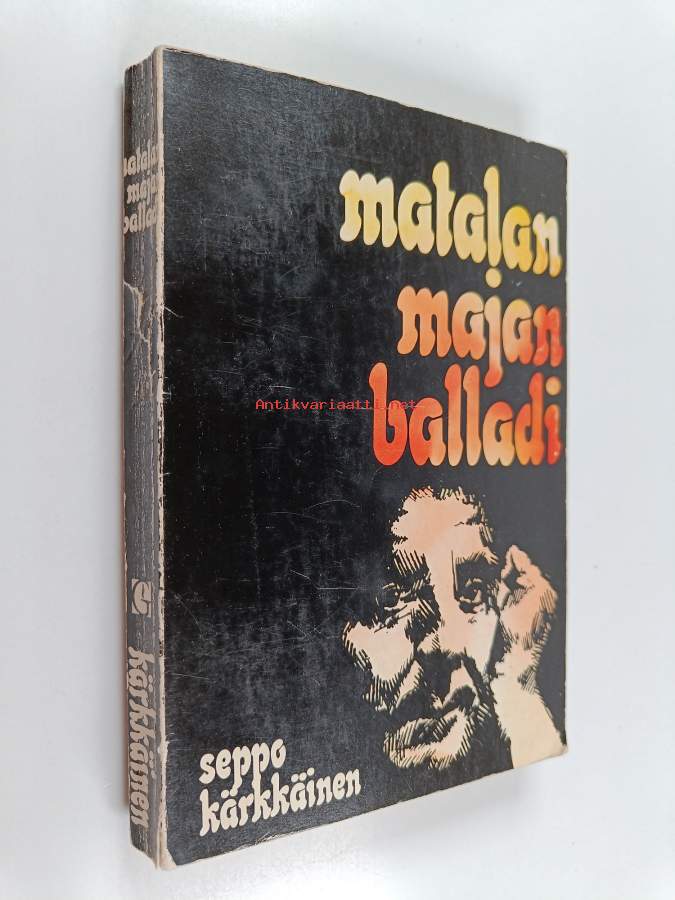 matalan
majan
balladi
Antikvariaatti.net
seppo
kärkkäinen
matalan
majan
balladi
kärkkäinen